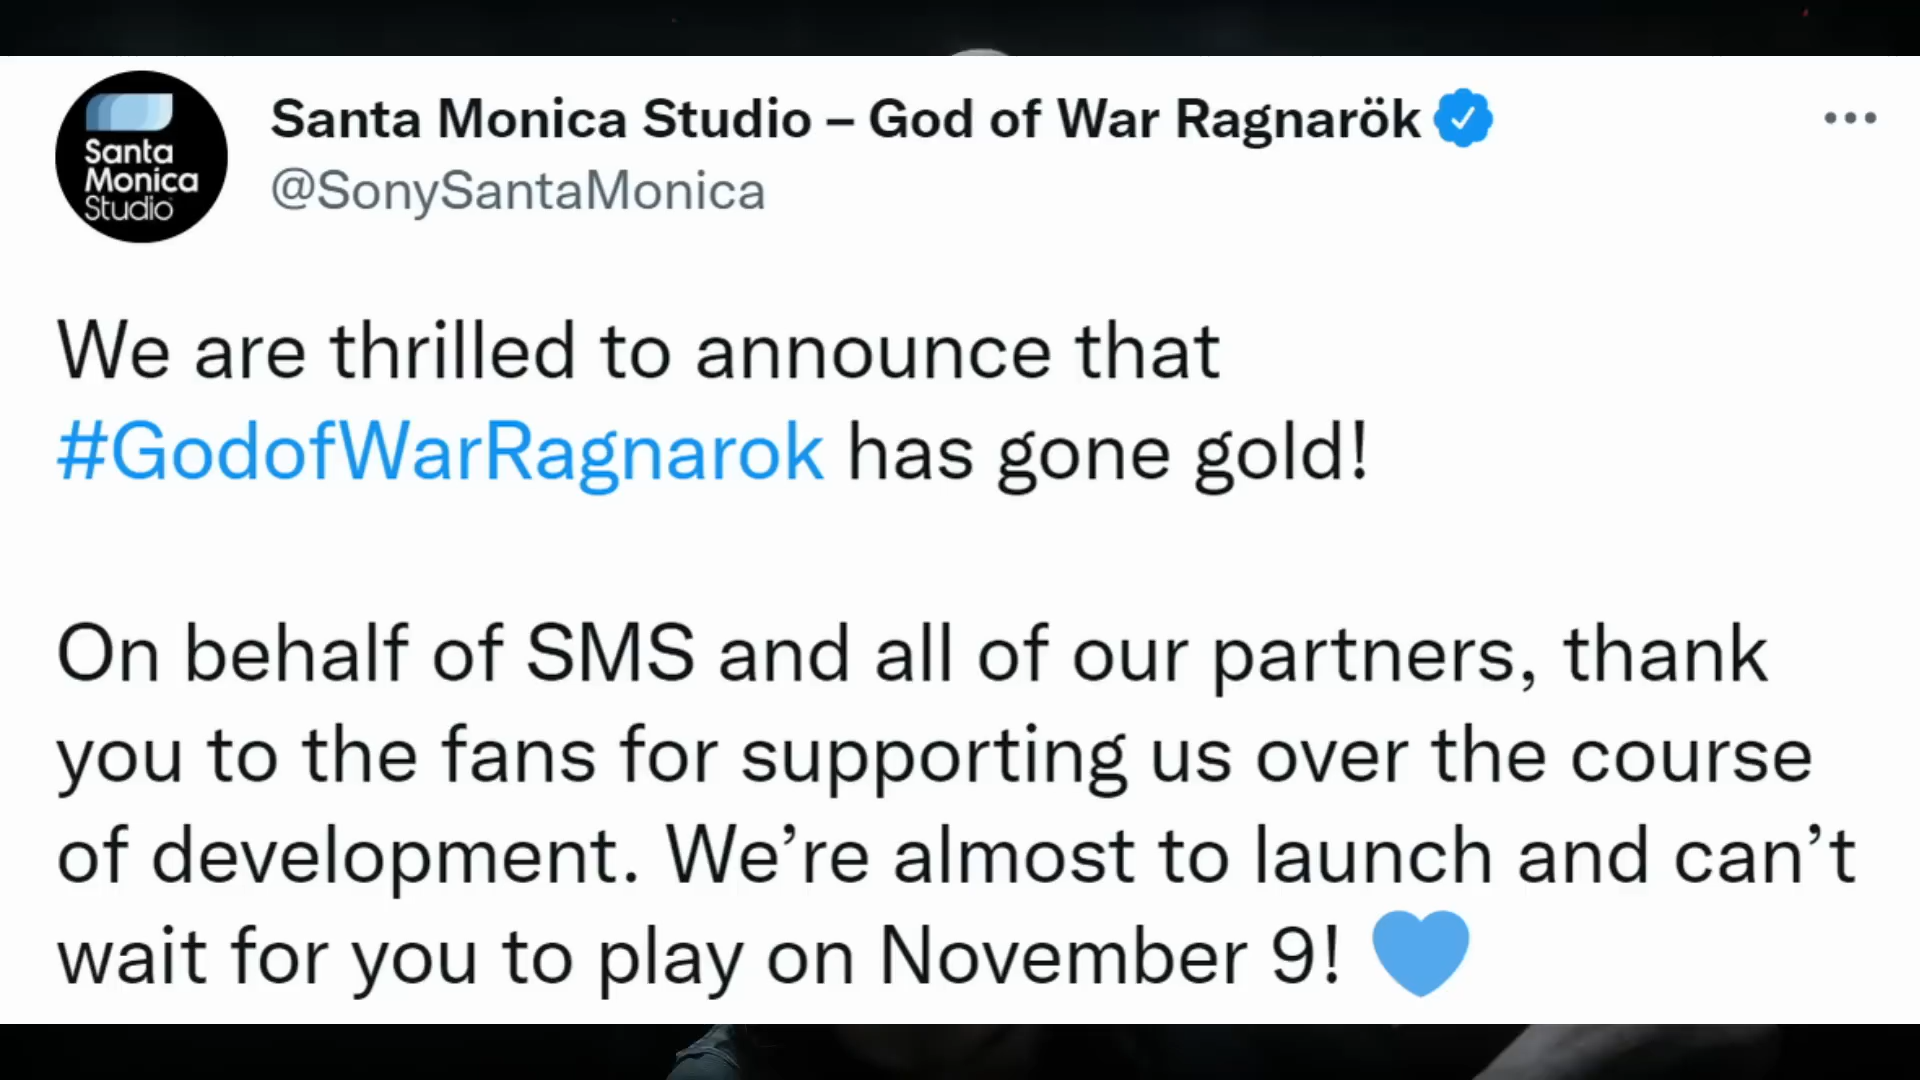 Santa
Monica
Studio
Santa Monica Studio – God of War Ragnarök
@SonySantaMonica
We are thrilled to announce that
#GodofWarRagnarok has gone gold!
On behalf of SMS and all of our partners, thank
you to the fans for supporting us over the course
of development. We’re almost to launch and can’t
wait for you to play on November 9! 💙